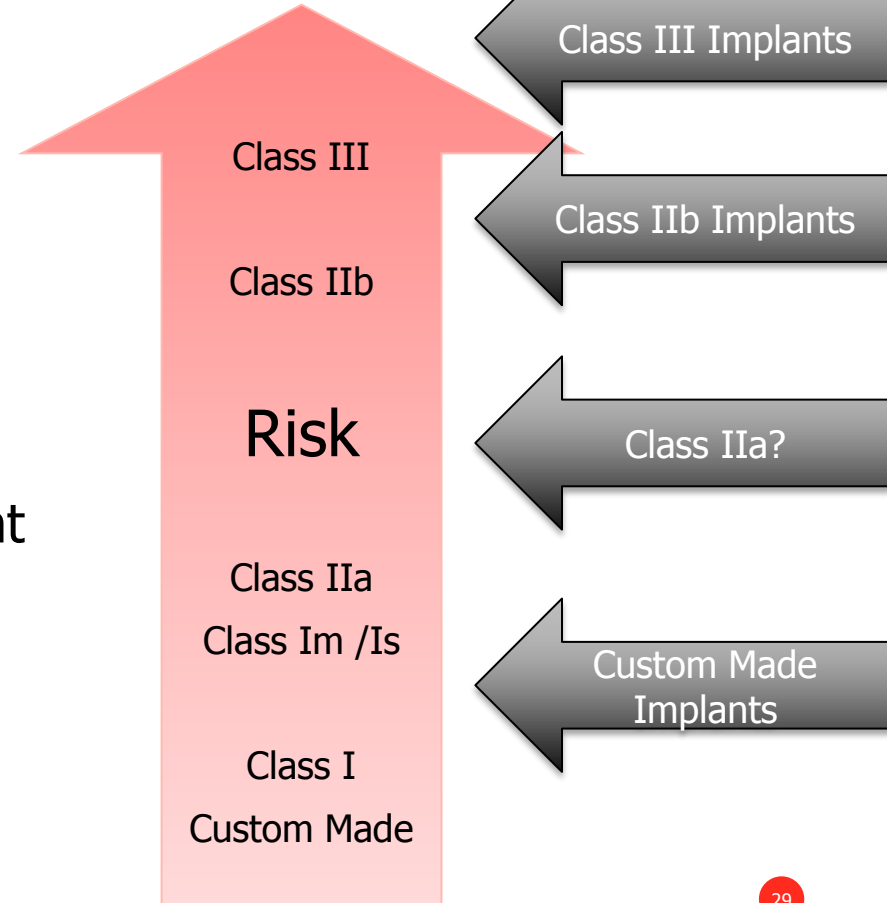 Class III Implants
Class III
Class IIb Implants
Class IIb
Risk
Class IIa?
Class IIa
Class Im /Is
Custom Made
Implants
Class I
Custom Made
29